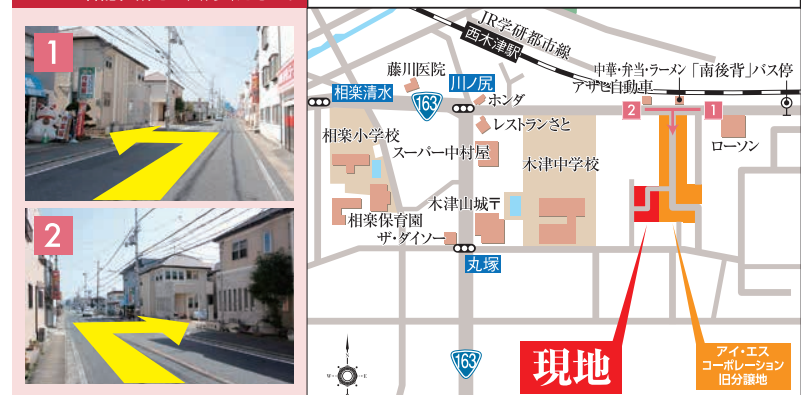 1
2
JR学研都市線
西木津駅
藤川医院
川ノ尻
ホンダ
中華・弁当・ラーメン
「南後背」バス停
アサヒ自動車
相楽清水
163
2
1
レストランさと
ローソン
相楽小学校
スーパー中村屋
木津中学校
木津山城〒
相楽保育園
ザ・ダイソー
丸塚
163
N
W
E
現地
アイ・エス
コーポレーション
旧分譲地